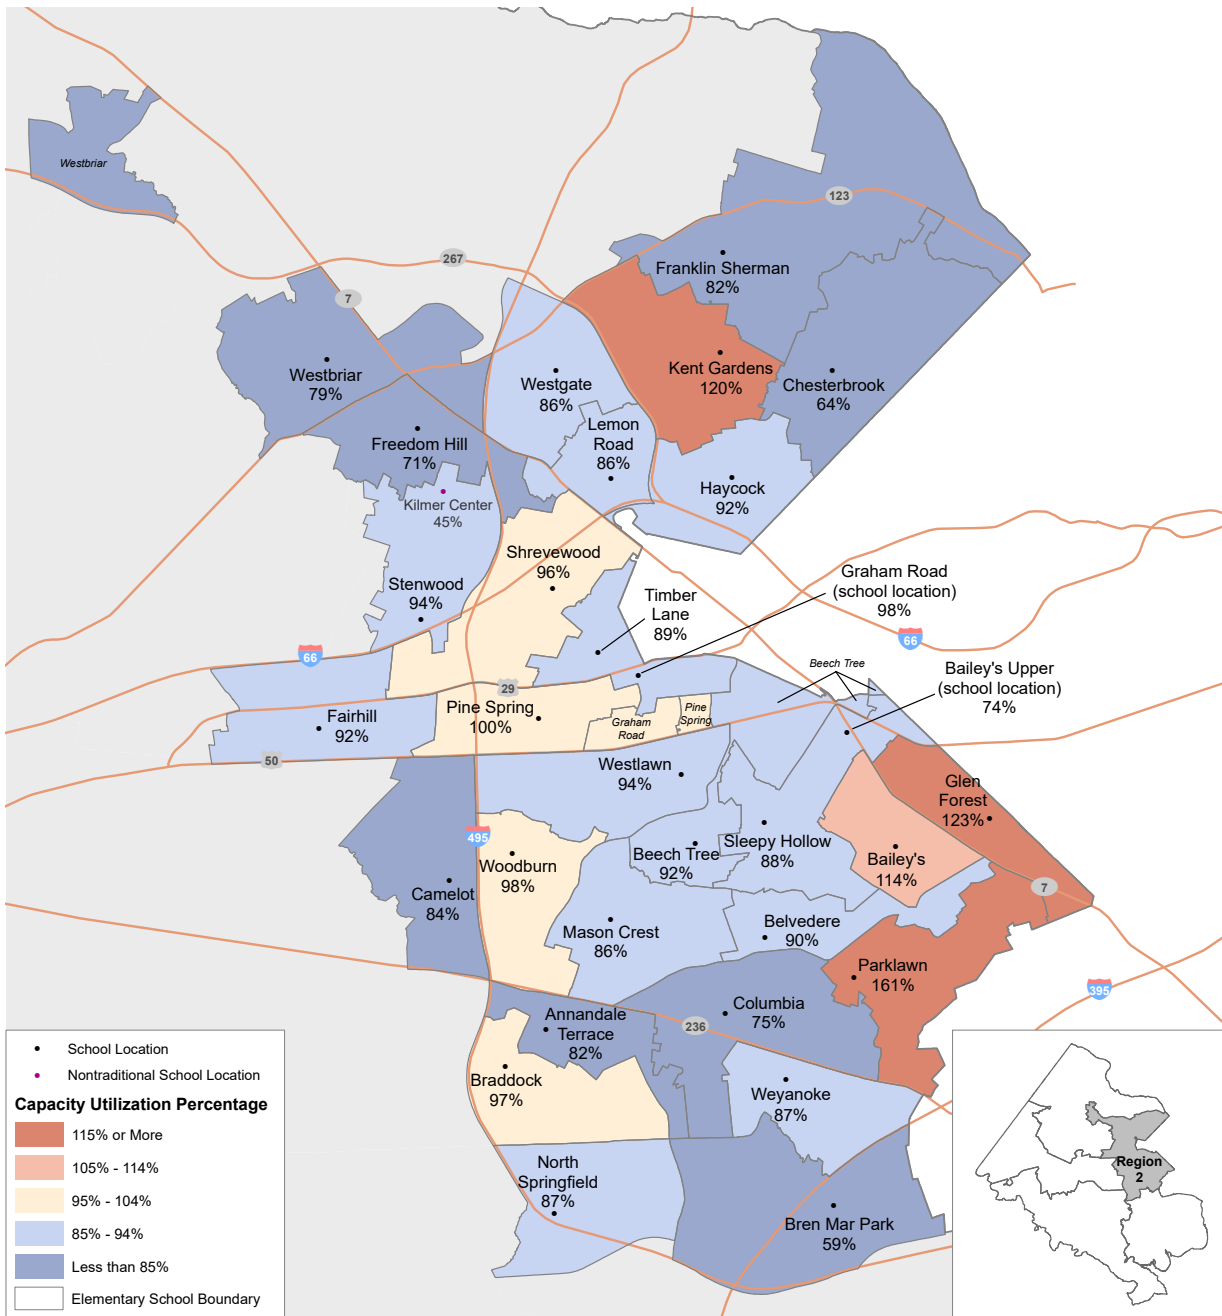 Westbriar
123
267
7
Franklin Sherman
82%
Westbriar
79%
Westgate
86%
Kent Gardens
120%
Chesterbrook
64%
Lemon
Road
86%
Freedom Hill
71%
Kilmer Center
45%
Haycock
92%
Shrevewood
96%
Graham Road
(school location)
98%
Stenwood
94%
Timber
Lane
89%
66
66
Beech Tree
Bailey's Upper
(school location)
74%
29
Fairhill
92%
Pine Spring
100%
Graham
Road
Pine
Spring
50
Westlawn
94%
Glen
Forest
123%
495
Woodburn
98%
Beech Tree
92%
Sleepy Hollow
88%
Bailey's
114%
Camelot
84%
7
Mason Crest
86%
Belvedere
90%
Parklawn
161%
395
Columbia
75%
236
Annandale
Terrace
82%
Braddock
97%
Weyanoke
87%
North
Springfield
87%
Bren Mar Park
59%
School Location
Nontraditional School Location
Capacity Utilization Percentage
115% or More
105% - 114%
95% - 104%
85% - 94%
Less than 85%
Elementary School Boundary
Region
2